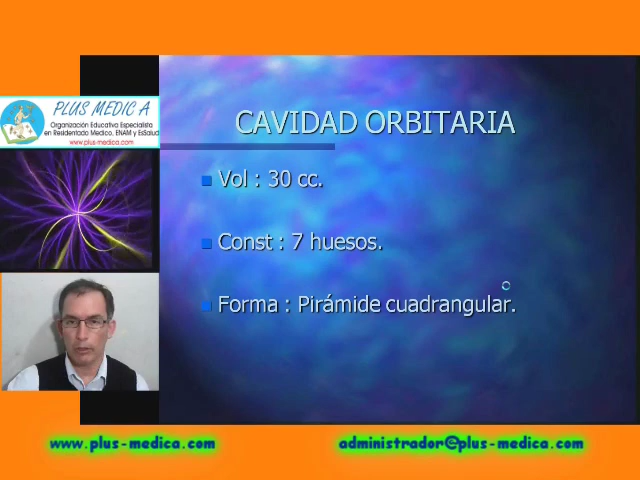 PLUS MEDIC A
Organización Educativa Especialista
en Residentado Medico, ENAM y EsSalud
www.plus-medica.com
CAVIDAD ORBITARIA
Vol : 30 cc.
Const : 7 huesos.
Forma : Pirámide cuadrangular.
www.plus-medica.com
administrador@plus-medica.com